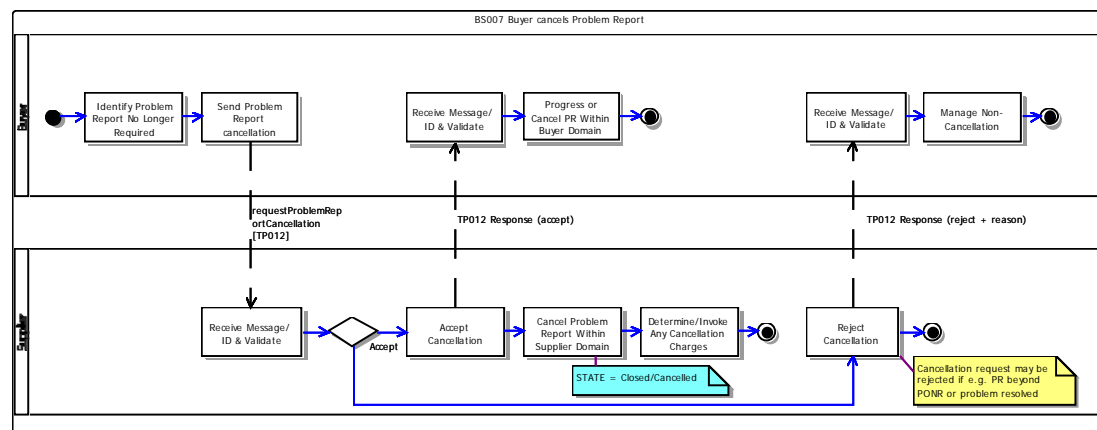 BS007 Buyer cancels Problem Report
Buyer
Identify Problem
Report No Longer
Required
Send Problem
Report
cancellation
Receive Message/
ID & Validate
Progress or
Cancel PR Within
Buyer Domain
Receive Message/
ID & Validate
Manage Non-
Cancellation
requestProblemRep
ortCancellation
[TP012]
TP012 Response (accept)
TP012 Response (reject + reason)
Supplier
Receive Message/
ID & Validate
Accept
Accept
Cancellation
Cancel Problem
Report Within
Supplier Domain
Determine/Invoke
Any Cancellation
Charges
Reject
Cancellation
STATE = Closed/Cancelled
Cancellation request may be
rejected if e.g. PR beyond
PONR or problem resolved